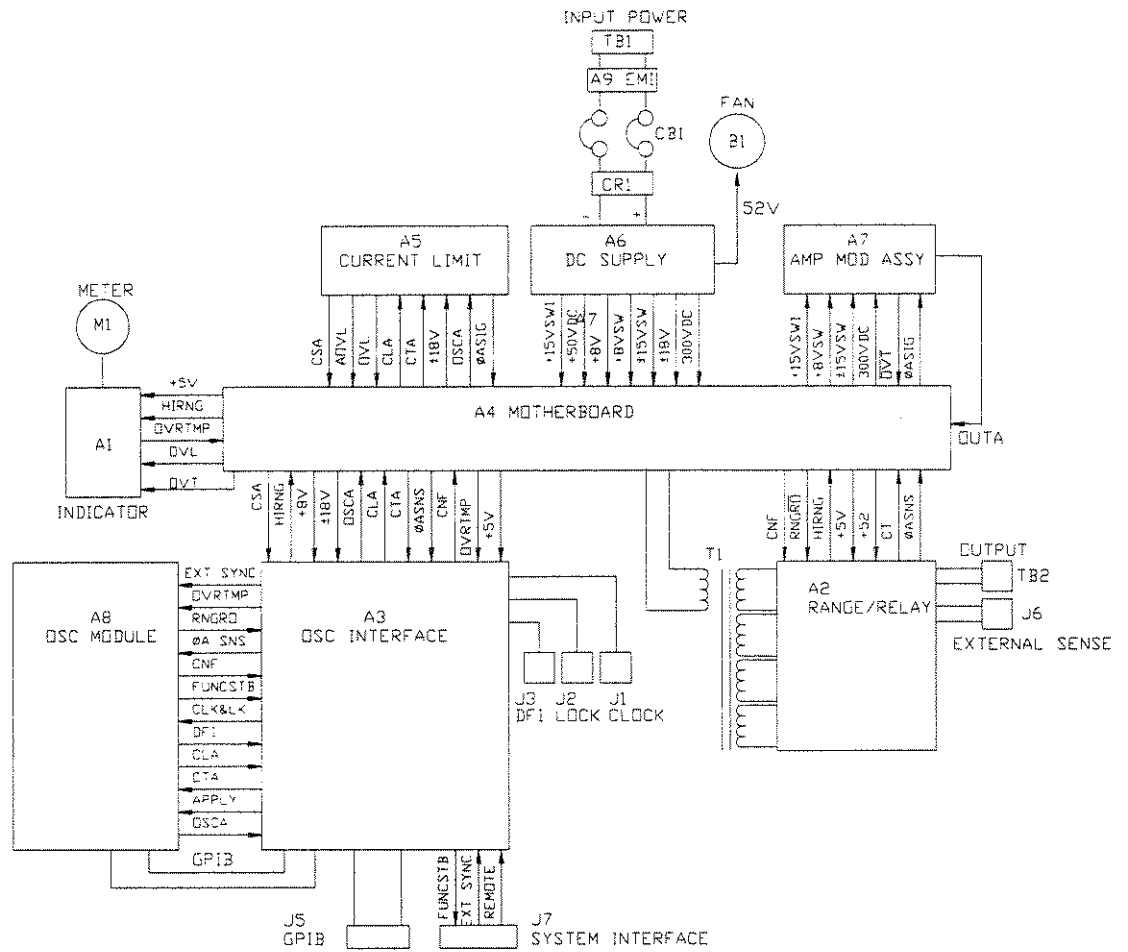 INPUT POWER
TB1
A9 EMI
CB1
CR1
-
+
FAN
B1
52V
A5
CURRENT LIMIT
A6
DC SUPPLY
A7
AMP MOD ASSY
METER
M1
CSA
AOVL
OVL
CLA
CTA
±18V
OSCA
ØASIG
+15VSW1
+50VDC
+8V
A7
+8VSW
±15VSW
±18V
300VDC
+15VSW1
+8VSW
±15VSW
300VDC
OVT
ØASIG
+5V
HIRNG
OVRTMP
OVL
OVT
A1
INDICATOR
A4 MOTHERBOARD
OUTA
CSA
HIRNG
+8V
±18V
OSCA
CLA
CTA
ØASNS
CNF
OVRTMP
+5V
CNF
RNGRO
HIRNG
+5V
+52
CT
ØASNS
T1
A8
OSC MODULE
EXT SYNC
OVRTMP
RNGRO
ØA SNS
CNF
FUNCSTB
CLK&LK
DFI
CLA
CTA
APPLY
OSCA
GPIB
A3
OSC INTERFACE
J3
DFI
J2
LOCK
J1
CLOCK
A2
RANGE/RELAY
OUTPUT
TB2
J6
EXTERNAL SENSE
FUNCSTB
EXT SYNC
REMOTE
J5
GPIB
J7
SYSTEM INTERFACE